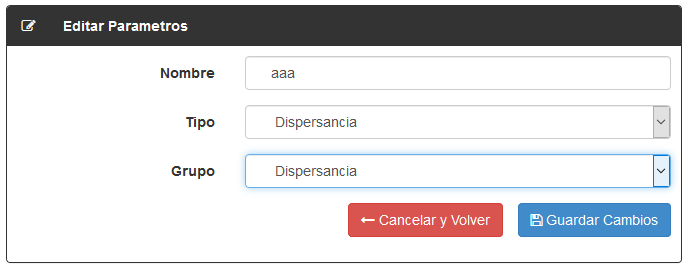 Editar Parametros
Nombre aaa
Tipo Dispersancia
Grupo Dispersancia
Cancelar y Volver Guardar Cambios